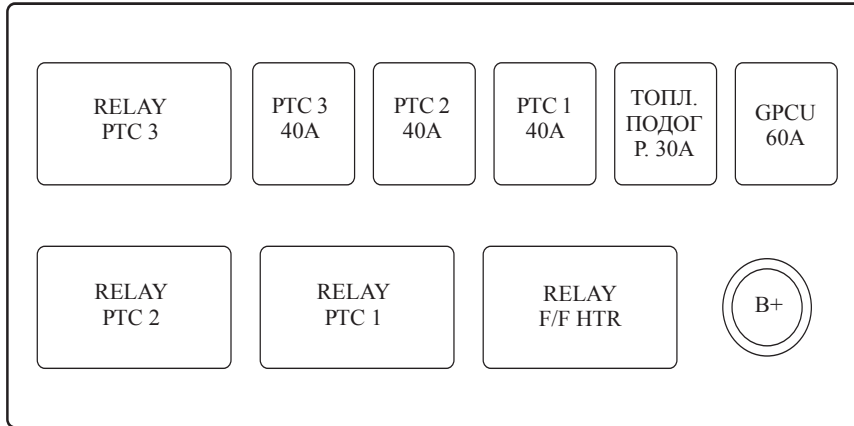 RELAY
PTC 3
PTC 3
40A
PTC 2
40A
PTC 1
40A
ТОПЛ.
ПОДОГ
Р. 30А
GPCU
60A
RELAY
PTC 2
RELAY
PTC 1
RELAY
F/F HTR
B+